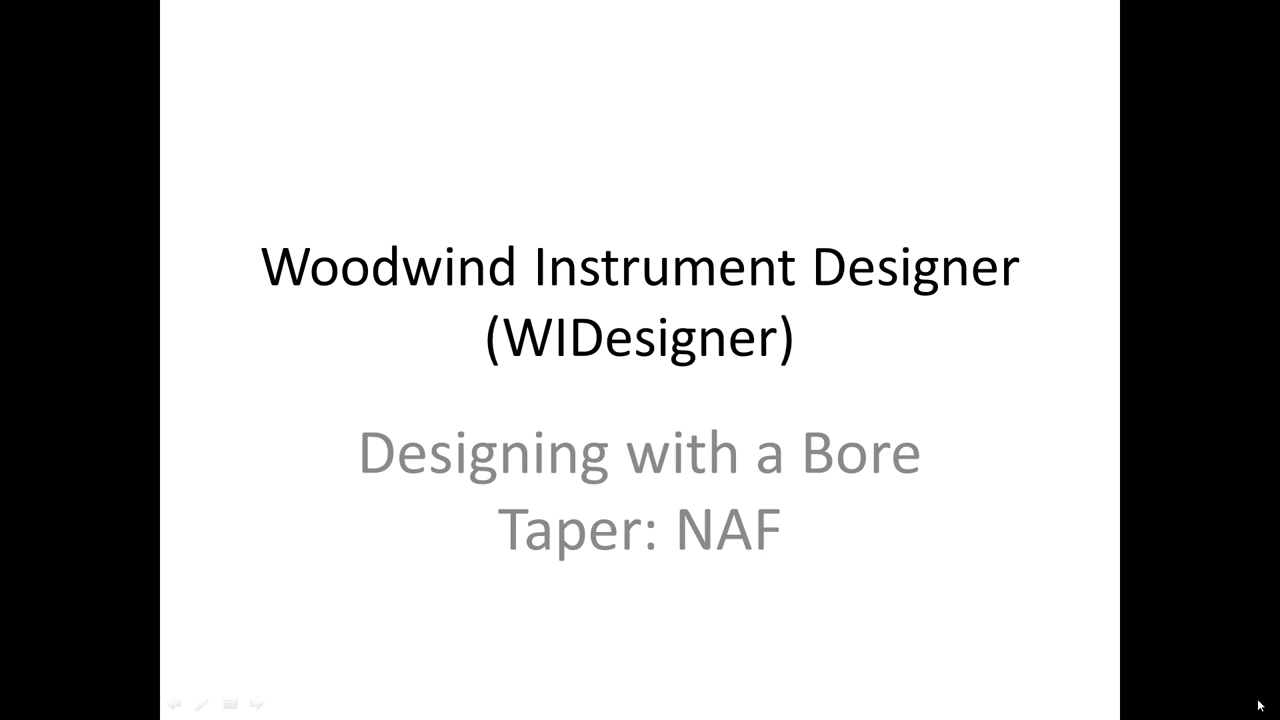 Woodwind Instrument Designer
(WIDesigner)
Designing with a Bore
Taper: NAF